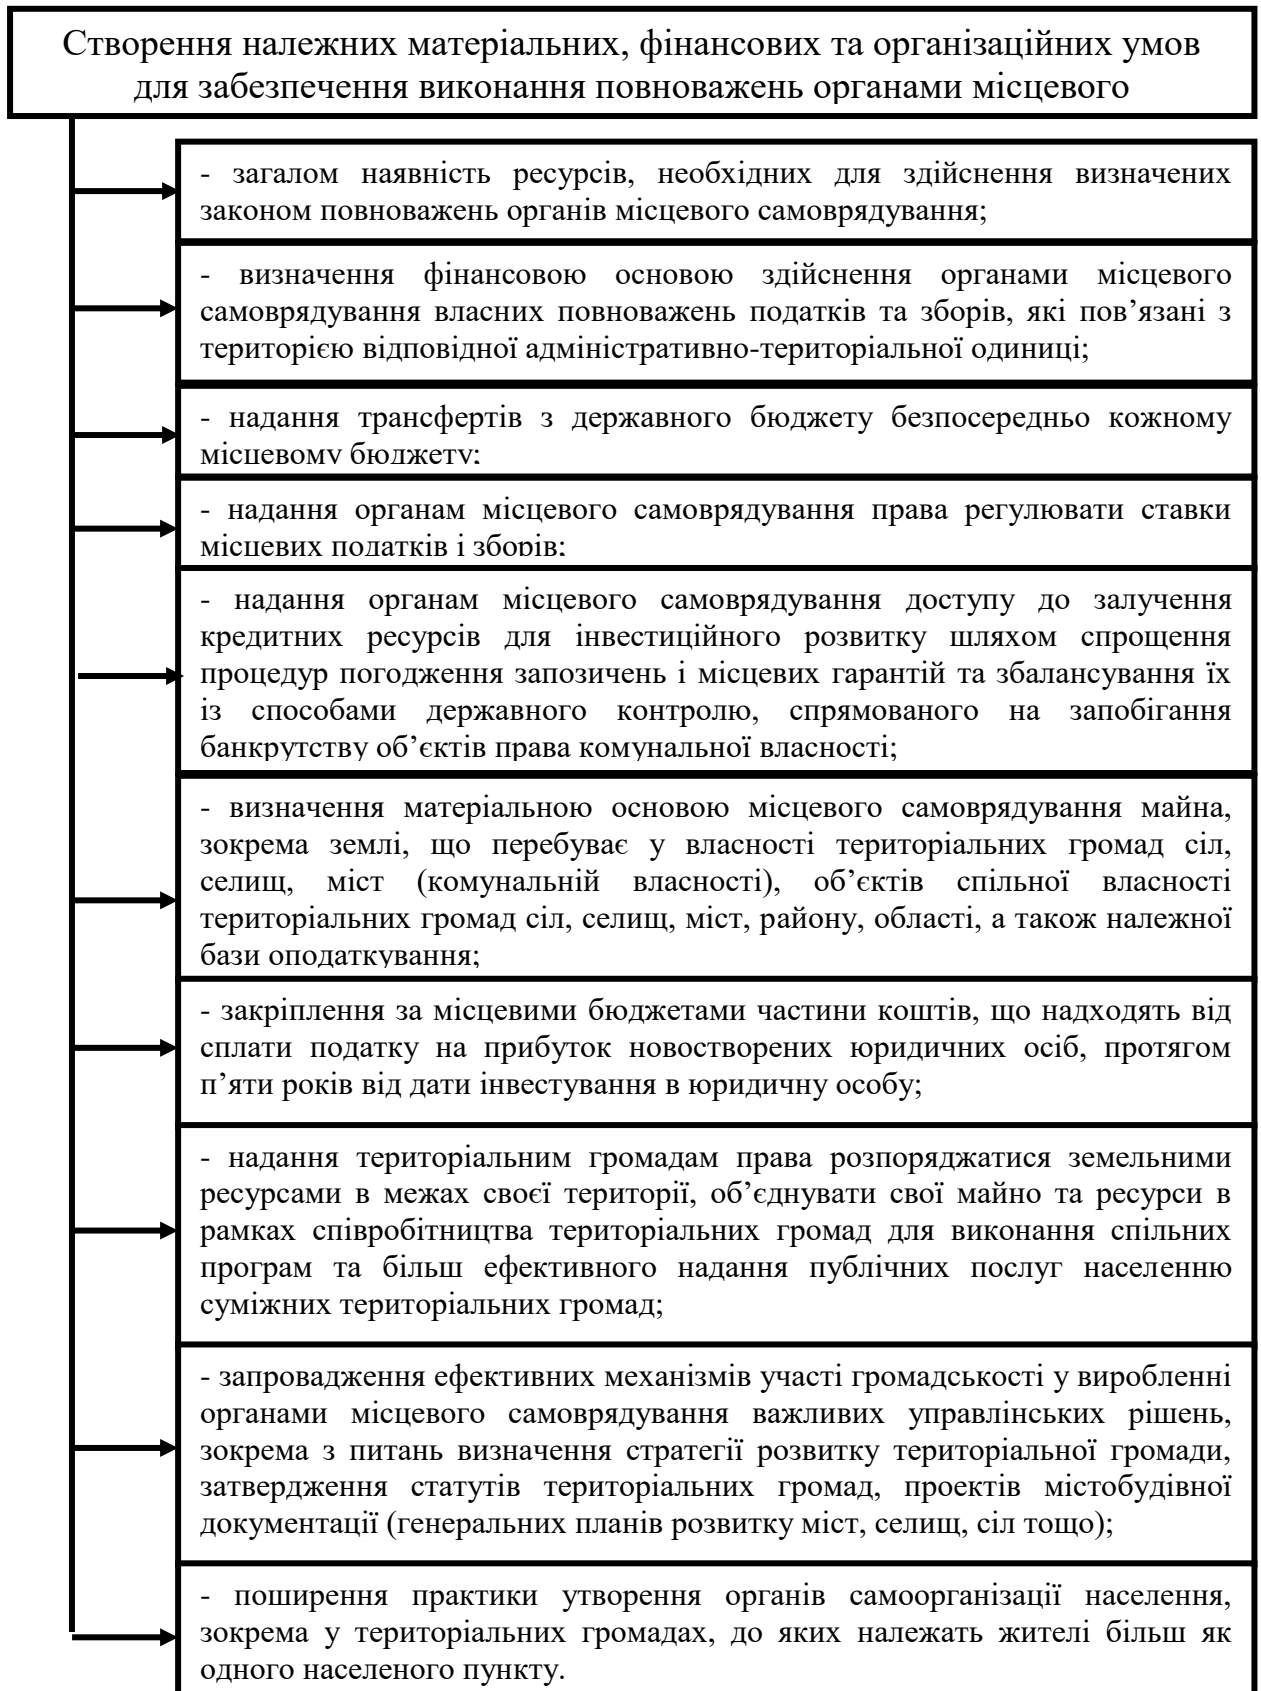 Створення належних матеріальних, фінансових та організаційних умов
для забезпечення виконання повноважень органами місцевого
- загалом наявність ресурсів, необхідних для здійснення визначених
законом повноважень органів місцевого самоврядування;
- визначення фінансовою основою здійснення органами місцевого
самоврядування власних повноважень податків та зборів, які пов’язані з
територією відповідної адміністративно-територіальної одиниці;
- надання трансфертів з державного бюджету безпосередньо кожному
місцевому бюджету;
- надання органам місцевого самоврядування права регулювати ставки
місцевих податків і зборів;
- надання органам місцевого самоврядування доступу до залучення
кредитних ресурсів для інвестиційного розвитку шляхом спрощення
процедур погодження запозичень і місцевих гарантій та збалансування їх
із способами державного контролю, спрямованого на запобігання
банкрутству об’єктів права комунальної власності;
- визначення матеріальною основою місцевого самоврядування майна,
зокрема землі, що перебуває у власності територіальних громад сіл,
селищ, міст (комунальній власності), об’єктів спільної власності
територіальних громад сіл, селищ, міст, району, області, а також належної
бази оподаткування;
- закріплення за місцевими бюджетами частини коштів, що надходять від
сплати податку на прибуток новостворених юридичних осіб, протягом
п’яти років від дати інвестування в юридичну особу;
- надання територіальним громадам права розпоряджатися земельними
ресурсами в межах своєї території, об’єднувати свої майно та ресурси в
рамках співробітництва територіальних громад для виконання спільних
програм та більш ефективного надання публічних послуг населенню
суміжних територіальних громад;
- запровадження ефективних механізмів участі громадськості у виробленні
органами місцевого самоврядування важливих управлінських рішень,
зокрема з питань визначення стратегії розвитку територіальної громади,
затвердження статутів територіальних громад, проектів містобудівної
документації (генеральних планів розвитку міст, селищ, сіл тощо);
- поширення практики утворення органів самоорганізації населення,
зокрема у територіальних громадах, до яких належать жителі більш як
одного населеного пункту.